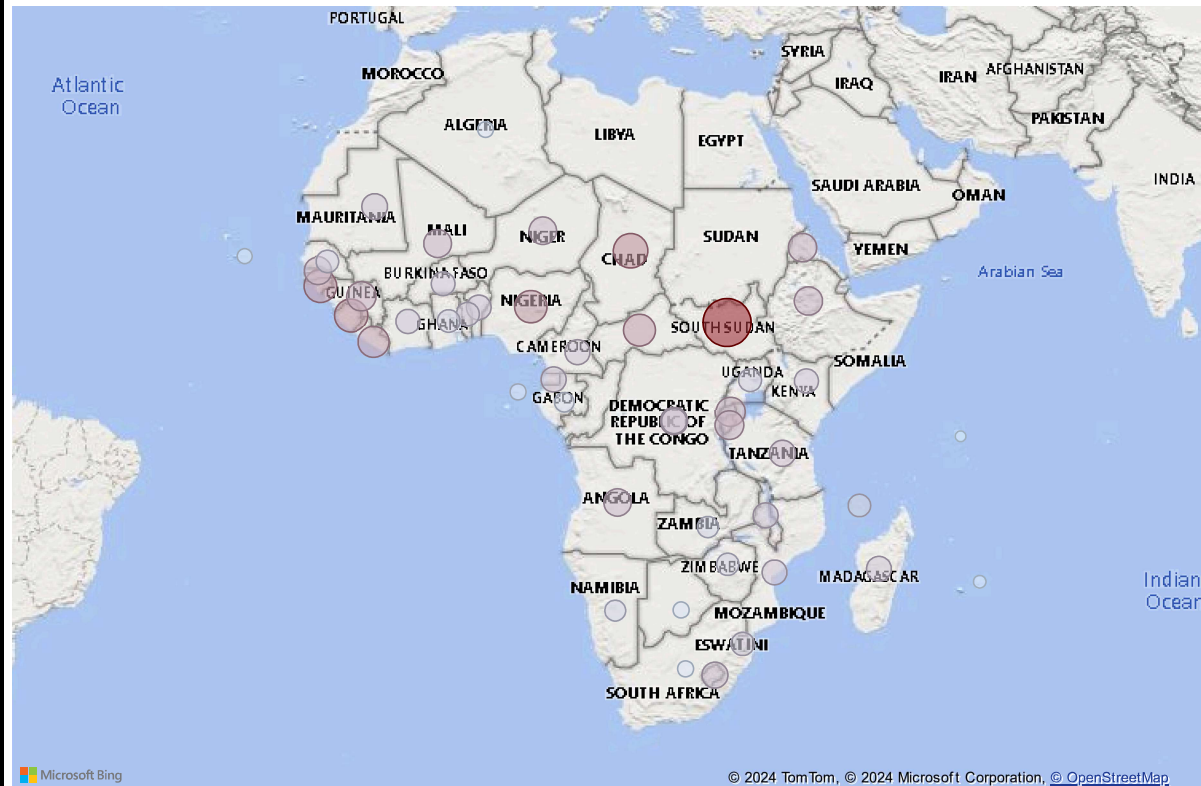 PORTUGAL
SYRIA
AFGHANISTAN
MOROCCO
IRAQ
IRAN
Atlantic
Ocean
PAKISTAN
ALGERIA
LIBYA
EGYPT
INDIA
SAUDI ARABIA
OMAN
MAURITANIA
MALI
NIGER
SUDAN
YEMEN
CHAD
BURKINA FASO
Arabian Sea
GUINEA
NIGERIA
GHANA
SOUTH SUDAN
CAMEROON
SOMALIA
UGANDA
KENYA
GABON
DEMOCRATIC
REPUBLIC OF
THE CONGO
TANZANIA
ANGOLA
ZAMBIA
ZIMBABWE
MADAGASCAR
Indian
Ocean
NAMIBIA
MOZAMBIQUE
ESWATINI
SOUTH AFRICA
Microsoft Bing
© 2024 TomTom, © 2024 Microsoft Corporation, © OpenStreetMap